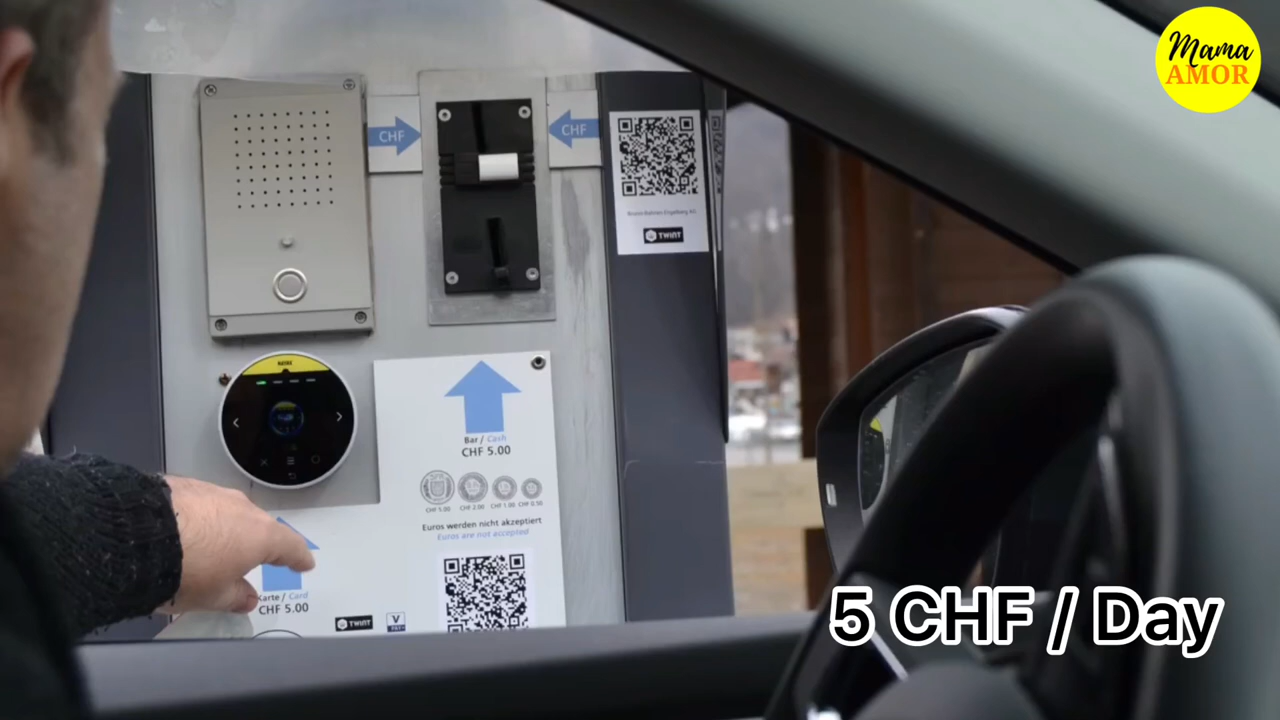 Mama
AMOR
CHF
CHF
TWINT
Bar / Cash
CHF 5.00
CHF 5.00 CHF 2.00 CHF 1.00 CHF 0.50
Euros werden nicht akzeptiert
Euros are not accepted
Karte / Card
CHF 5.00
TWINT
V
PAY
5 CHF / Day